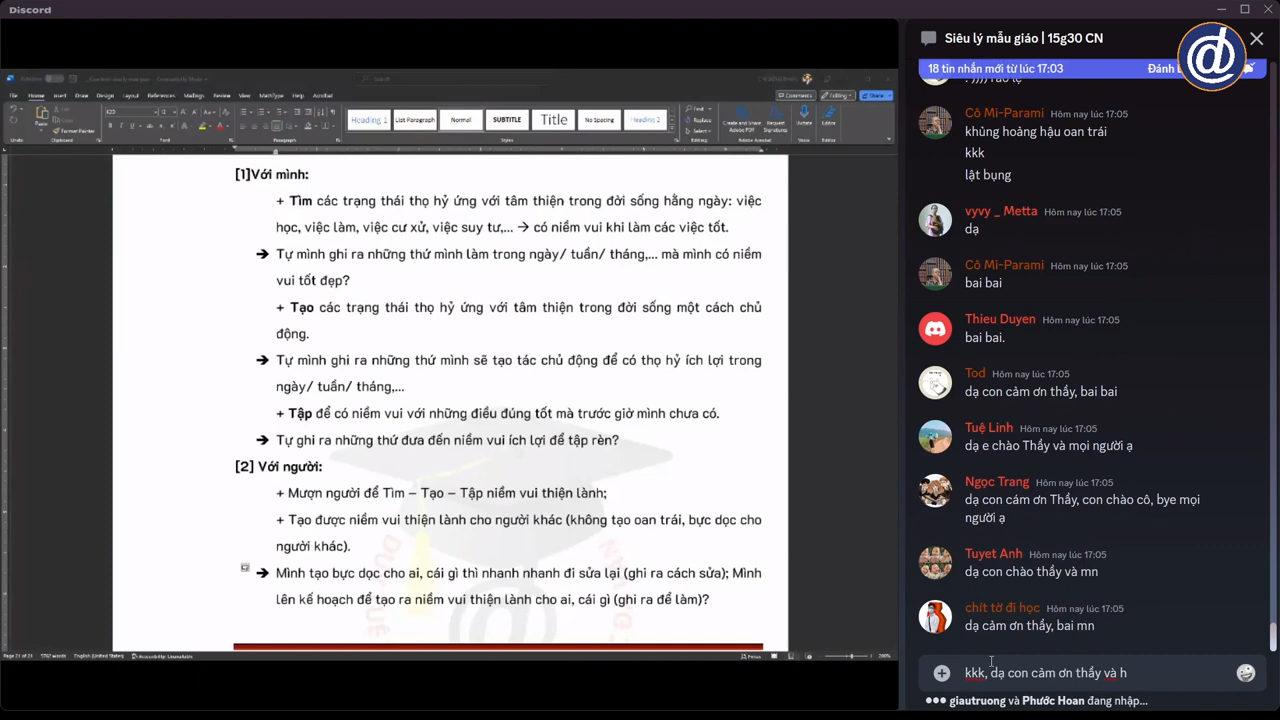 Discord
Siêu lý mẫu giáo | 15g30 CN
18 tin nhắn mới từ lúc 17:03
Cô Mi-Parami Hôm nay lúc 17:05
khủng hoảng hậu oan trái
kkk
lật bụng
vyvy _ Metta Hôm nay lúc 17:05
dạ
Cô Mi-Parami Hôm nay lúc 17:05
bai bai
Thieu Duyen Hôm nay lúc 17:05
bai bai.
Tod Hôm nay lúc 17:05
dạ con cảm ơn thầy, bai bai
Tuệ Linh Hôm nay lúc 17:05
dạ e chào Thầy và mọi người ạ
Ngọc Trang Hôm nay lúc 17:05
dạ con cám ơn Thầy, con chào cô, bye mọi
người ạ
Tuyet Anh Hôm nay lúc 17:05
dạ con chào thầy và mn
chít tờ đi học Hôm nay lúc 17:05
dạ cảm ơn thầy, bai mn
kkk, dạ con cảm ơn thầy và h
giautruong và Phước Hoan đang nhập...
Heading 1
List Paragraph
Normal
SUBTITLE
Title
No Spacing
Heading 2
[1]Với mình:
+ Tìm các trạng thái thọ hỷ ứng với tâm thiện trong đời sống hằng ngày: việc
học, việc làm, việc cư xử, việc suy tư,... → có niềm vui khi làm các việc tốt.
➔ Tự mình ghi ra những thứ mình làm trong ngày/ tuần/ tháng,... mà mình có niềm
vui tốt đẹp?
+ Tạo các trạng thái thọ hỷ ứng với tâm thiện trong đời sống một cách chủ
động.
➔ Tự mình ghi ra những thứ mình sẽ tạo tác chủ động để có thọ hỷ ích lợi trong
ngày/ tuần/ tháng,...
+ Tập để có niềm vui với những điều đúng tốt mà trước giờ mình chưa có.
➔ Tự ghi ra những thứ đưa đến niềm vui ích lợi để tập rèn?
[2] Với người:
+ Mượn người để Tìm – Tạo – Tập niềm vui thiện lành;
+ Tạo được niềm vui thiện lành cho người khác (không tạo oan trái, bực dọc cho
người khác).
➔ Mình tạo bực dọc cho ai, cái gì thì nhanh nhanh đi sửa lại (ghi ra cách sửa); Mình
lên kế hoạch để tạo ra niềm vui thiện lành cho ai, cái gì (ghi ra để làm)?